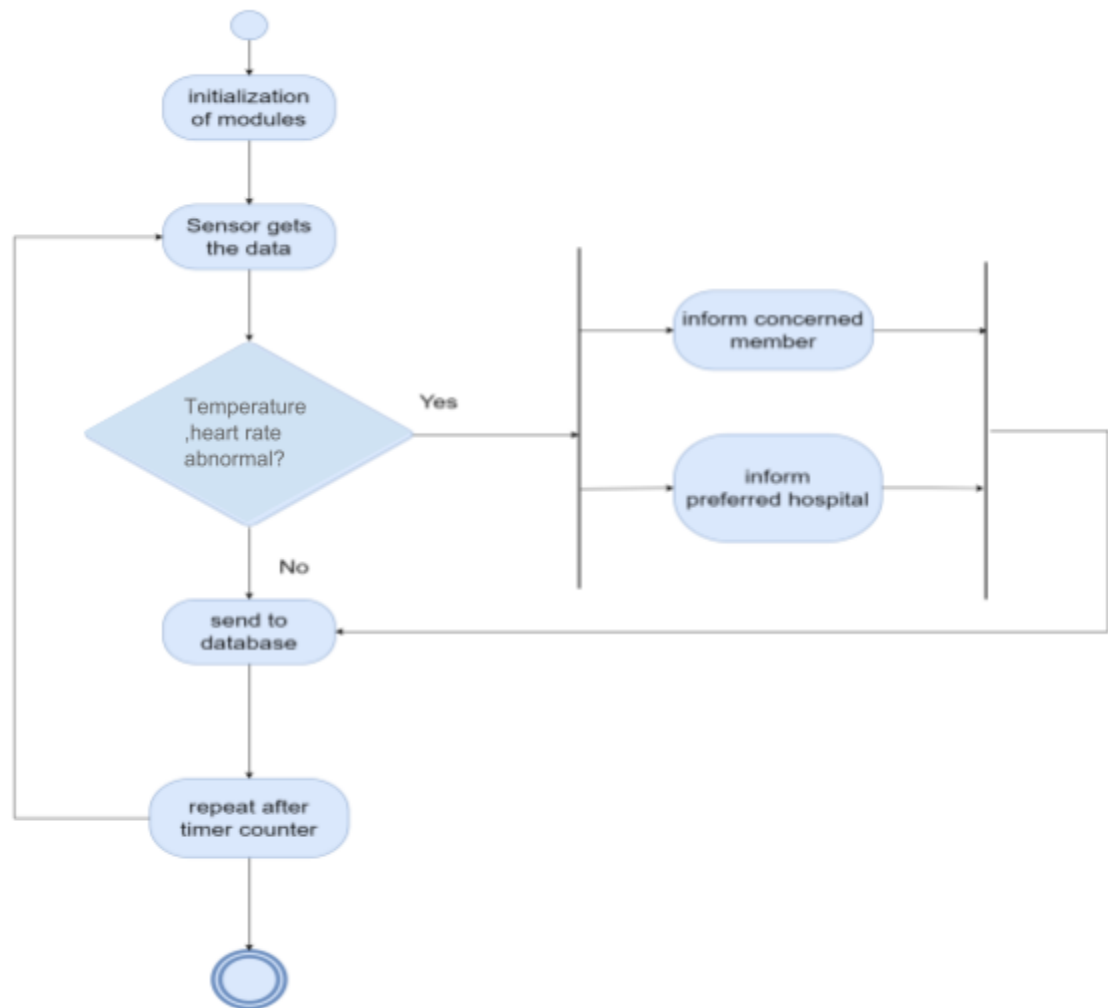 initialization
of modules
Sensor gets
the data
Temperature
,heart rate
abnormal?
Yes
inform concerned
member
inform
preferred hospital
No
send to
database
repeat after
timer counter